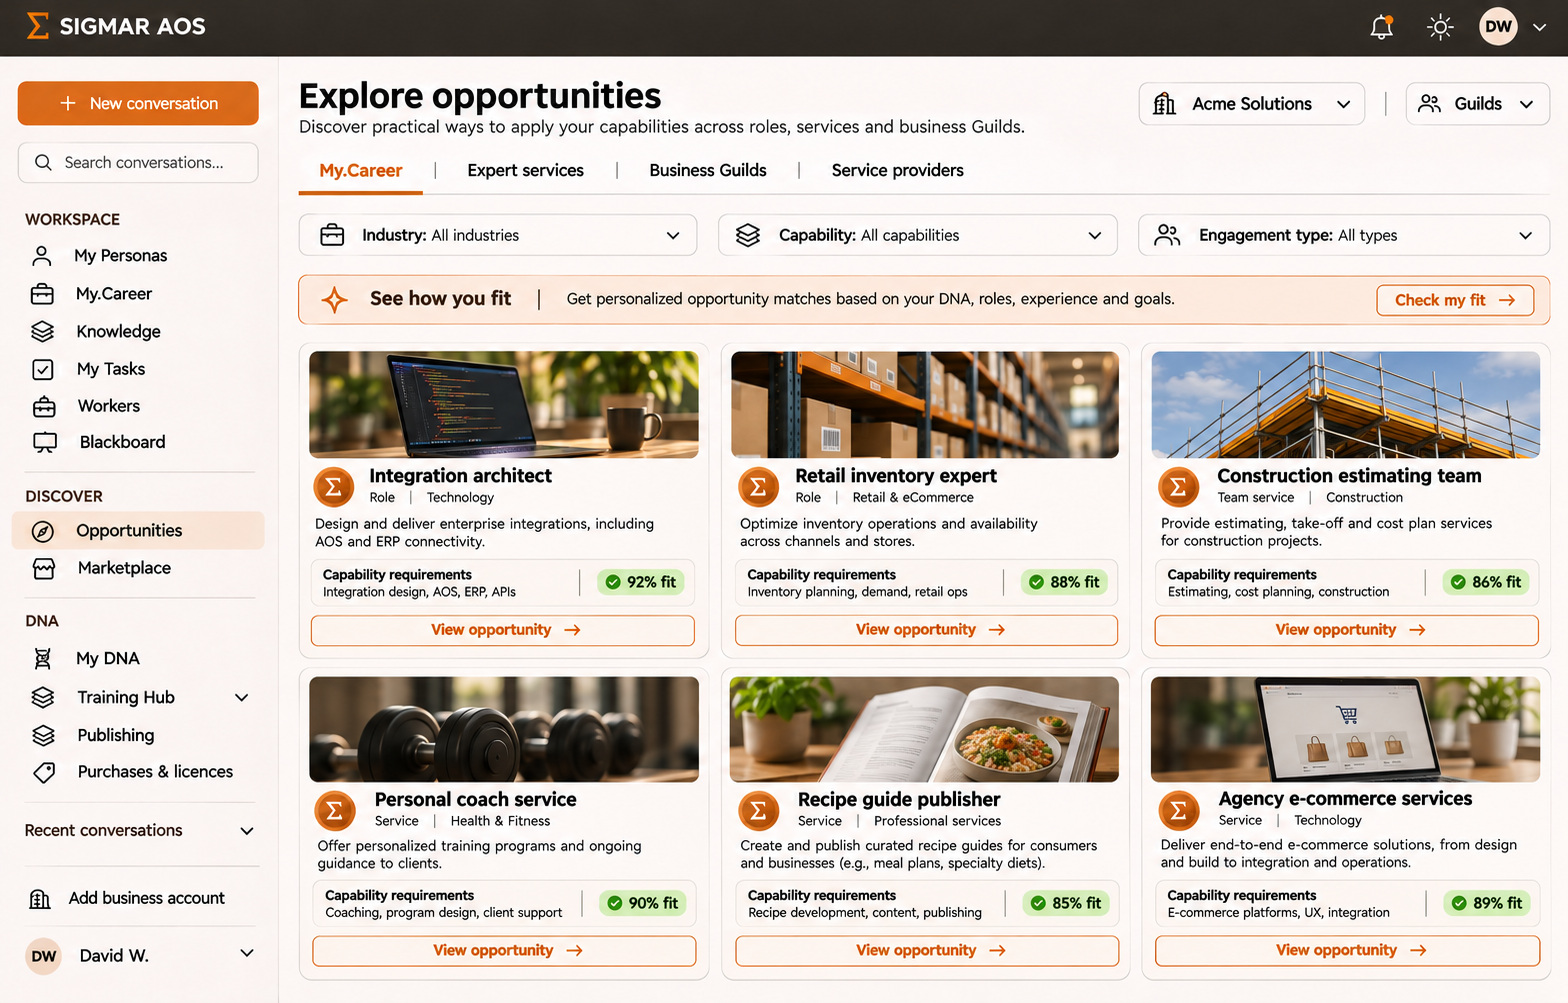 SIGMAR AOS
DW
New conversation
Search conversations...
WORKSPACE
My Personas
My.Career
Knowledge
My Tasks
Workers
Blackboard
DISCOVER
Opportunities
Marketplace
DNA
My DNA
Training Hub
Publishing
Purchases & licences
Recent conversations
Add business account
DW David W.
Explore opportunities
Discover practical ways to apply your capabilities across roles, services and business Guilds.
Acme Solutions
Guilds
My.Career | Expert services | Business Guilds | Service providers
Industry: All industries
Capability: All capabilities
Engagement type: All types
See how you fit | Get personalized opportunity matches based on your DNA, roles, experience and goals.
Check my fit →
Σ
Integration architect
Role | Technology
Design and deliver enterprise integrations, including
AOS and ERP connectivity.
Capability requirements
Integration design, AOS, ERP, APIs
92% fit
View opportunity →
Σ
Retail inventory expert
Role | Retail & eCommerce
Optimize inventory operations and availability
across channels and stores.
Capability requirements
Inventory planning, demand, retail ops
88% fit
View opportunity →
Σ
Construction estimating team
Team service | Construction
Provide estimating, take-off and cost plan services
for construction projects.
Capability requirements
Estimating, cost planning, construction
86% fit
View opportunity →
Σ
Personal coach service
Service | Health & Fitness
Offer personalized training programs and ongoing
guidance to clients.
Capability requirements
Coaching, program design, client support
90% fit
View opportunity →
Σ
Recipe guide publisher
Service | Professional services
Create and publish curated recipe guides for consumers
and businesses (e.g., meal plans, specialty diets).
Capability requirements
Recipe development, content, publishing
85% fit
View opportunity →
Σ
Agency e-commerce services
Service | Technology
Deliver end-to-end e-commerce solutions, from design
and build to integration and operations.
Capability requirements
E-commerce platforms, UX, integration
89% fit
View opportunity →